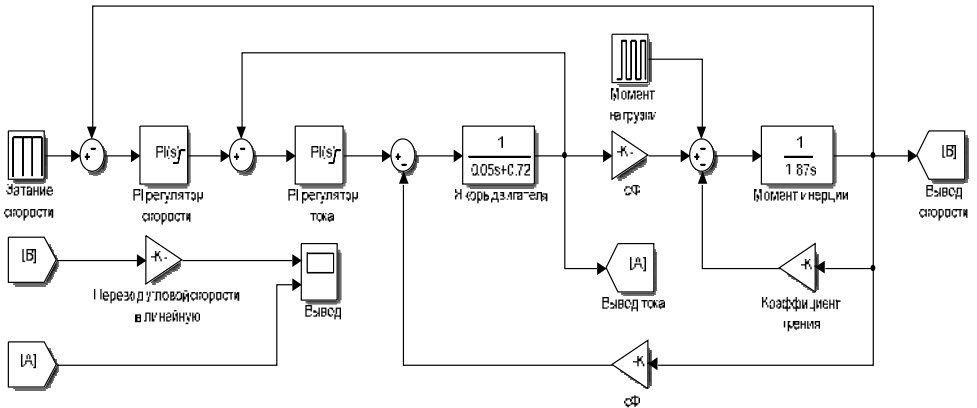 Момент
нагрузки
PI(s)
PI(s)
1
0.05s+0.72
-K-
1
1.87s
[B]
Затание
скорости
PI регулятор
скорости
PI регулятор
тока
Якорь двигателя
сФ
Момент инерции
Вывод
скорости
[B]
-K-
Перевод угловой скорости
в линейную
Вывод
[A]
Вывод тока
-K
Коэффициент
трения
[A]
-K
сФ